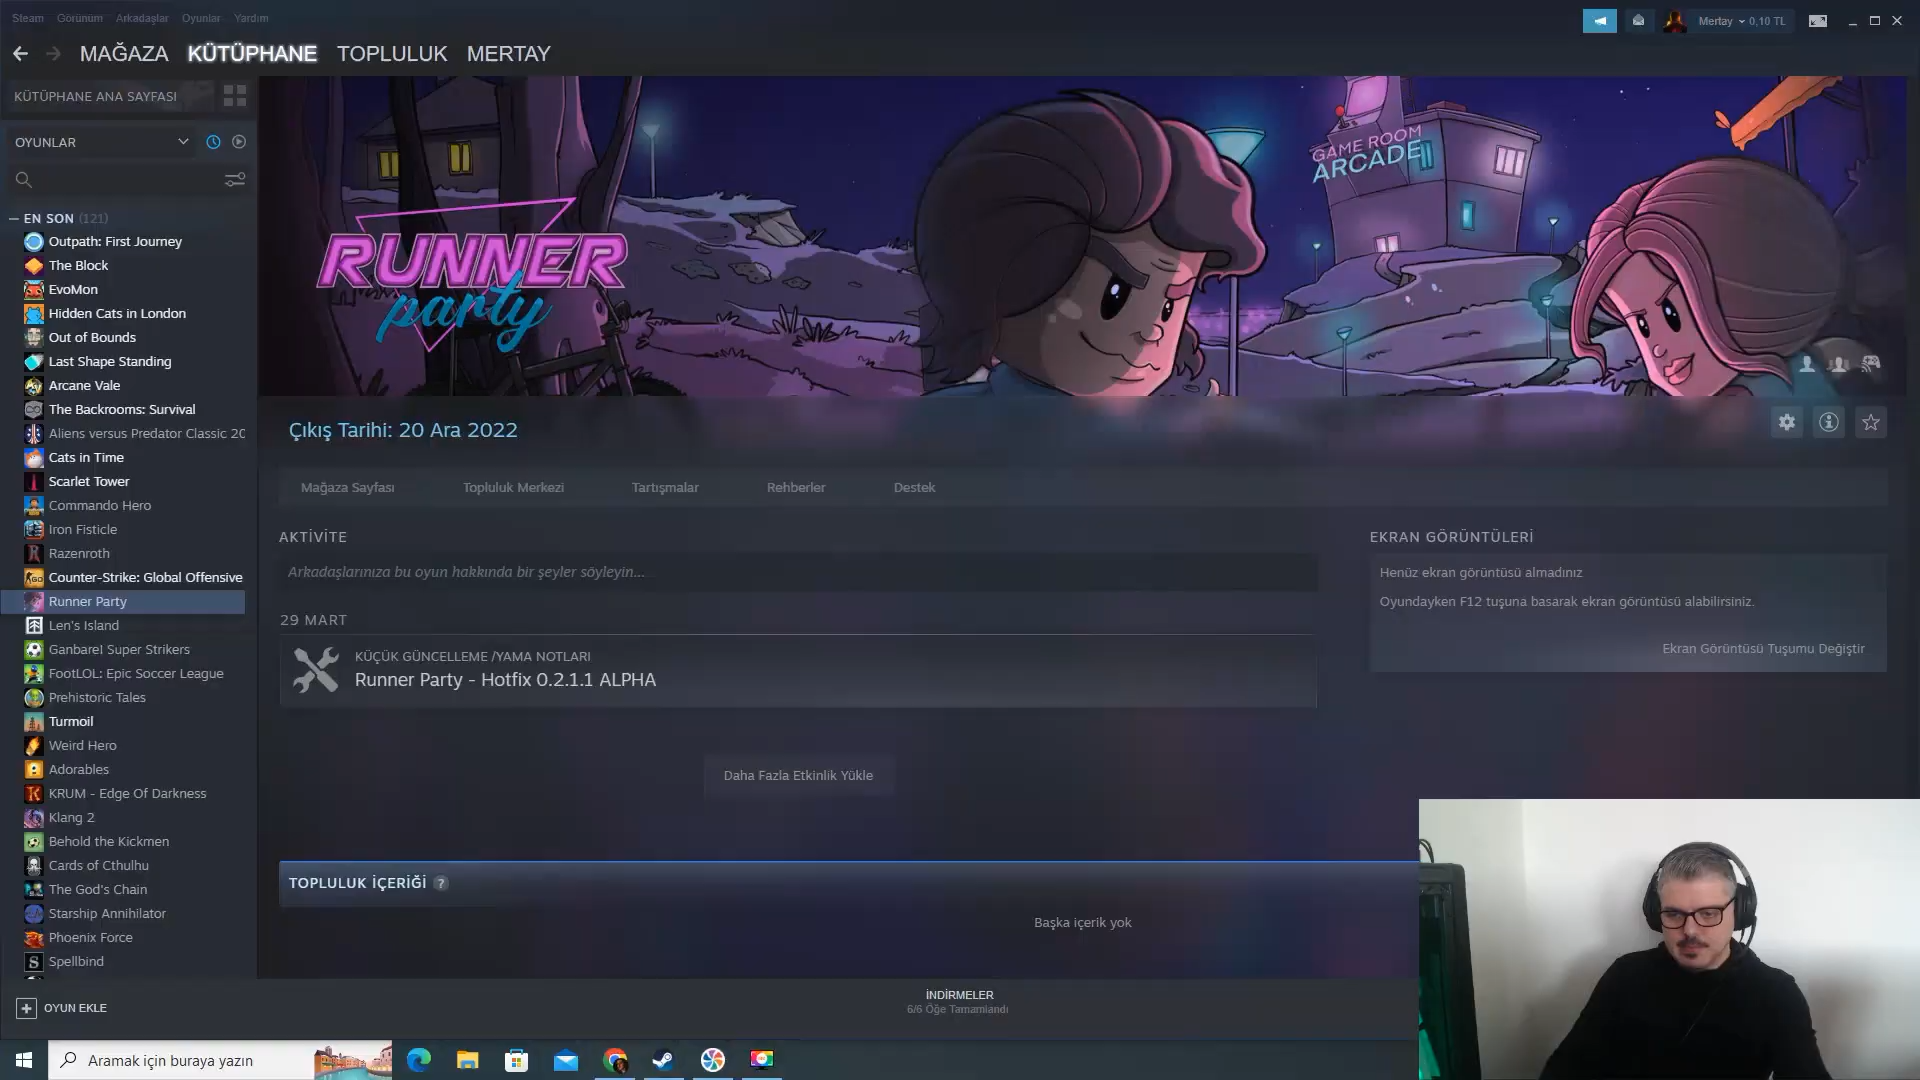 Steam Görünüm Arkadaşlar Oyunlar Yardım
Mertay 0,10 TL
MAĞAZA KÜTÜPHANE TOPLULUK MERTAY
KÜTÜPHANE ANA SAYFASI
OYUNLAR
EN SON (121)
Outpath: First Journey
The Block
EvoMon
Hidden Cats in London
Out of Bounds
Last Shape Standing
Arcane Vale
The Backrooms: Survival
Aliens versus Predator Classic 20
Cats in Time
Scarlet Tower
Commando Hero
Iron Fisticle
Razenroth
Counter-Strike: Global Offensive
Runner Party
Len's Island
Ganbare! Super Strikers
FootLOL: Epic Soccer League
Prehistoric Tales
Turmoil
Weird Hero
Adorables
KRUM - Edge Of Darkness
Klang 2
Behold the Kickmen
Cards of Cthulhu
The God's Chain
Starship Annihilator
Phoenix Force
Spellbind
OYUN EKLE
RUNNER
party
GAME ROOM
ARCADE
Çıkış Tarihi: 20 Ara 2022
Mağaza Sayfası Topluluk Merkezi Tartışmalar Rehberler Destek
AKTİVİTE
Arkadaşlarınıza bu oyun hakkında bir şeyler söyleyin...
29 MART
KÜÇÜK GÜNCELLEME /YAMA NOTLARI
Runner Party - Hotfix 0.2.1.1 ALPHA
Daha Fazla Etkinlik Yükle
EKRAN GÖRÜNTÜLERİ
Henüz ekran görüntüsü almadınız
Oyundayken F12 tuşuna basarak ekran görüntüsü alabilirsiniz.
Ekran Görüntüsü Tuşumu Değiştir
TOPLULUK İÇERİĞİ ?
Başka içerik yok
İNDİRMELER
6/6 Öğe Tamamlandı
Aramak için buraya yazın